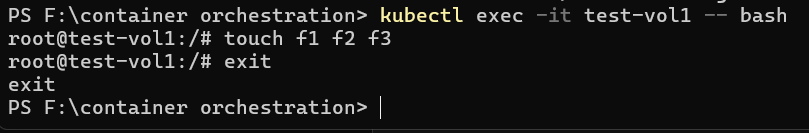 PS F:\container orchestration> kubectl exec -it test-vol1 -- bash
root@test-vol1:/# touch f1 f2 f3
root@test-vol1:/# exit
exit
PS F:\container orchestration>